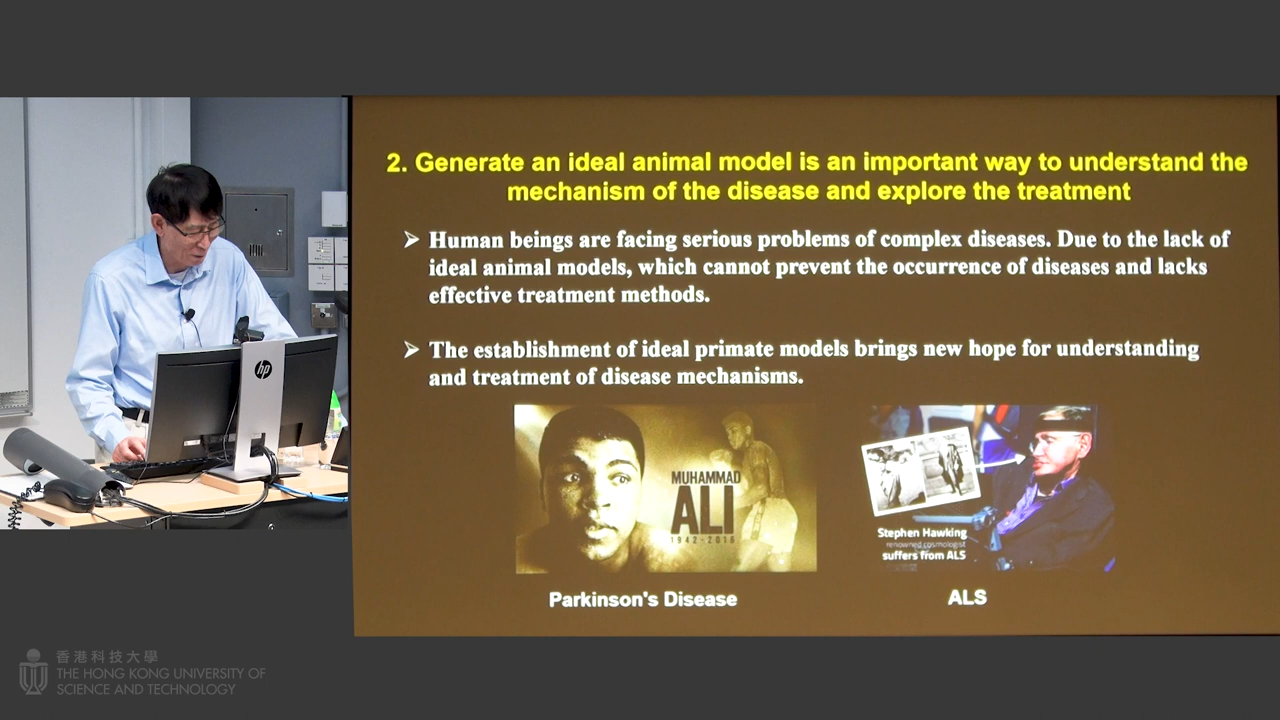 2. Generate an ideal animal model is an important way to understand the
mechanism of the disease and explore the treatment
➢ Human beings are facing serious problems of complex diseases. Due to the lack of
ideal animal models, which cannot prevent the occurrence of diseases and lacks
effective treatment methods.
➢ The establishment of ideal primate models brings new hope for understanding
and treatment of disease mechanisms.
MUHAMMAD
ALI
1942-2016
Stephen Hawking
renowned cosmologist
suffers from ALS
Parkinson's Disease
ALS
hp
香港科技大學
THE HONG KONG UNIVERSITY OF
SCIENCE AND TECHNOLOGY